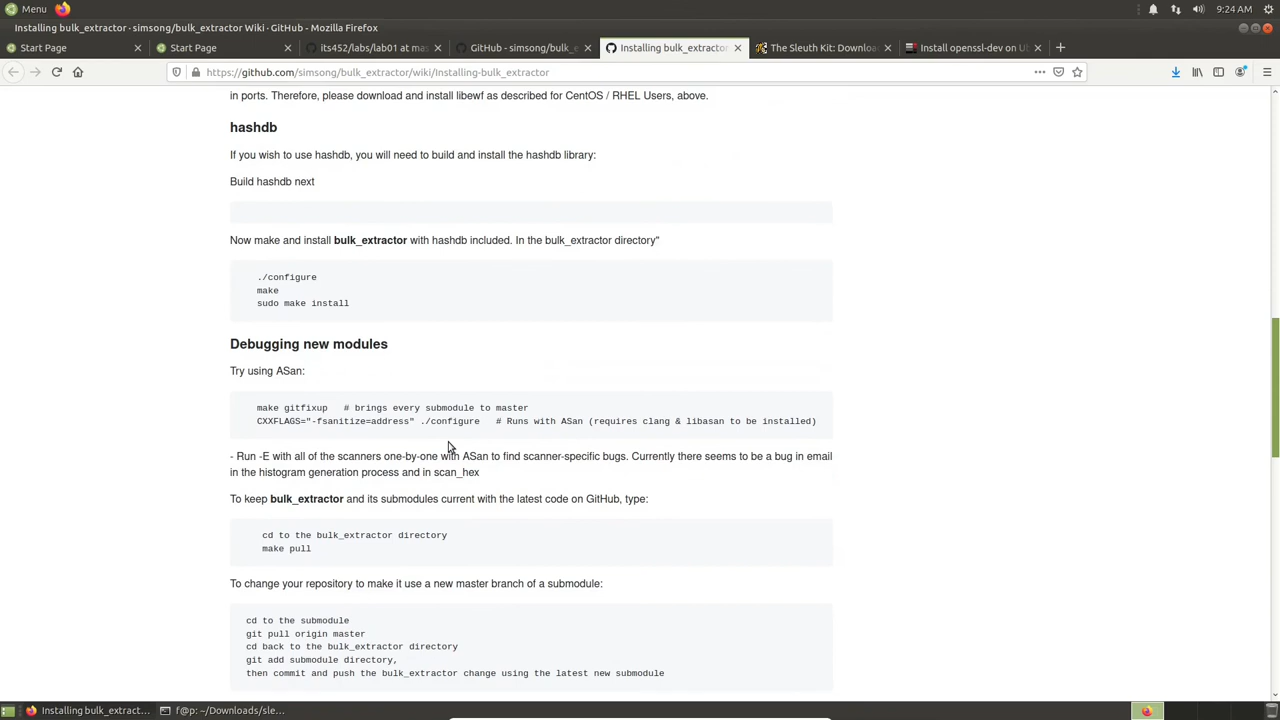 Menu
9:24 AM
Installing bulk_extractor · simsong/bulk_extractor Wiki · GitHub - Mozilla Firefox
Start Page
Start Page
its452/labs/lab01 at mas
GitHub - simsong/bulk_e
Installing bulk_extractor
The Sleuth Kit: Downloa
Install openssl-dev on Ub
https://github.com/simsong/bulk_extractor/wiki/Installing-bulk_extractor
in ports. Therefore, please download and install libewf as described for CentOS / RHEL Users, above.
hashdb
If you wish to use hashdb, you will need to build and install the hashdb library:
Build hashdb next
Now make and install bulk_extractor with hashdb included. In the bulk_extractor directory"
./configure
make
sudo make install
Debugging new modules
Try using ASan:
make gitfixup # brings every submodule to master
CXXFLAGS="-fsanitize=address" ./configure # Runs with ASan (requires clang & libasan to be installed)
- Run -E with all of the scanners one-by-one with ASan to find scanner-specific bugs. Currently there seems to be a bug in email
in the histogram generation process and in scan_hex
To keep bulk_extractor and its submodules current with the latest code on GitHub, type:
cd to the bulk_extractor directory
make pull
To change your repository to make it use a new master branch of a submodule:
cd to the submodule
git pull origin master
cd back to the bulk_extractor directory
git add submodule directory,
then commit and push the bulk_extractor change using the latest new submodule
Installing bulk_extract...
f@p: ~/Downloads/sle...